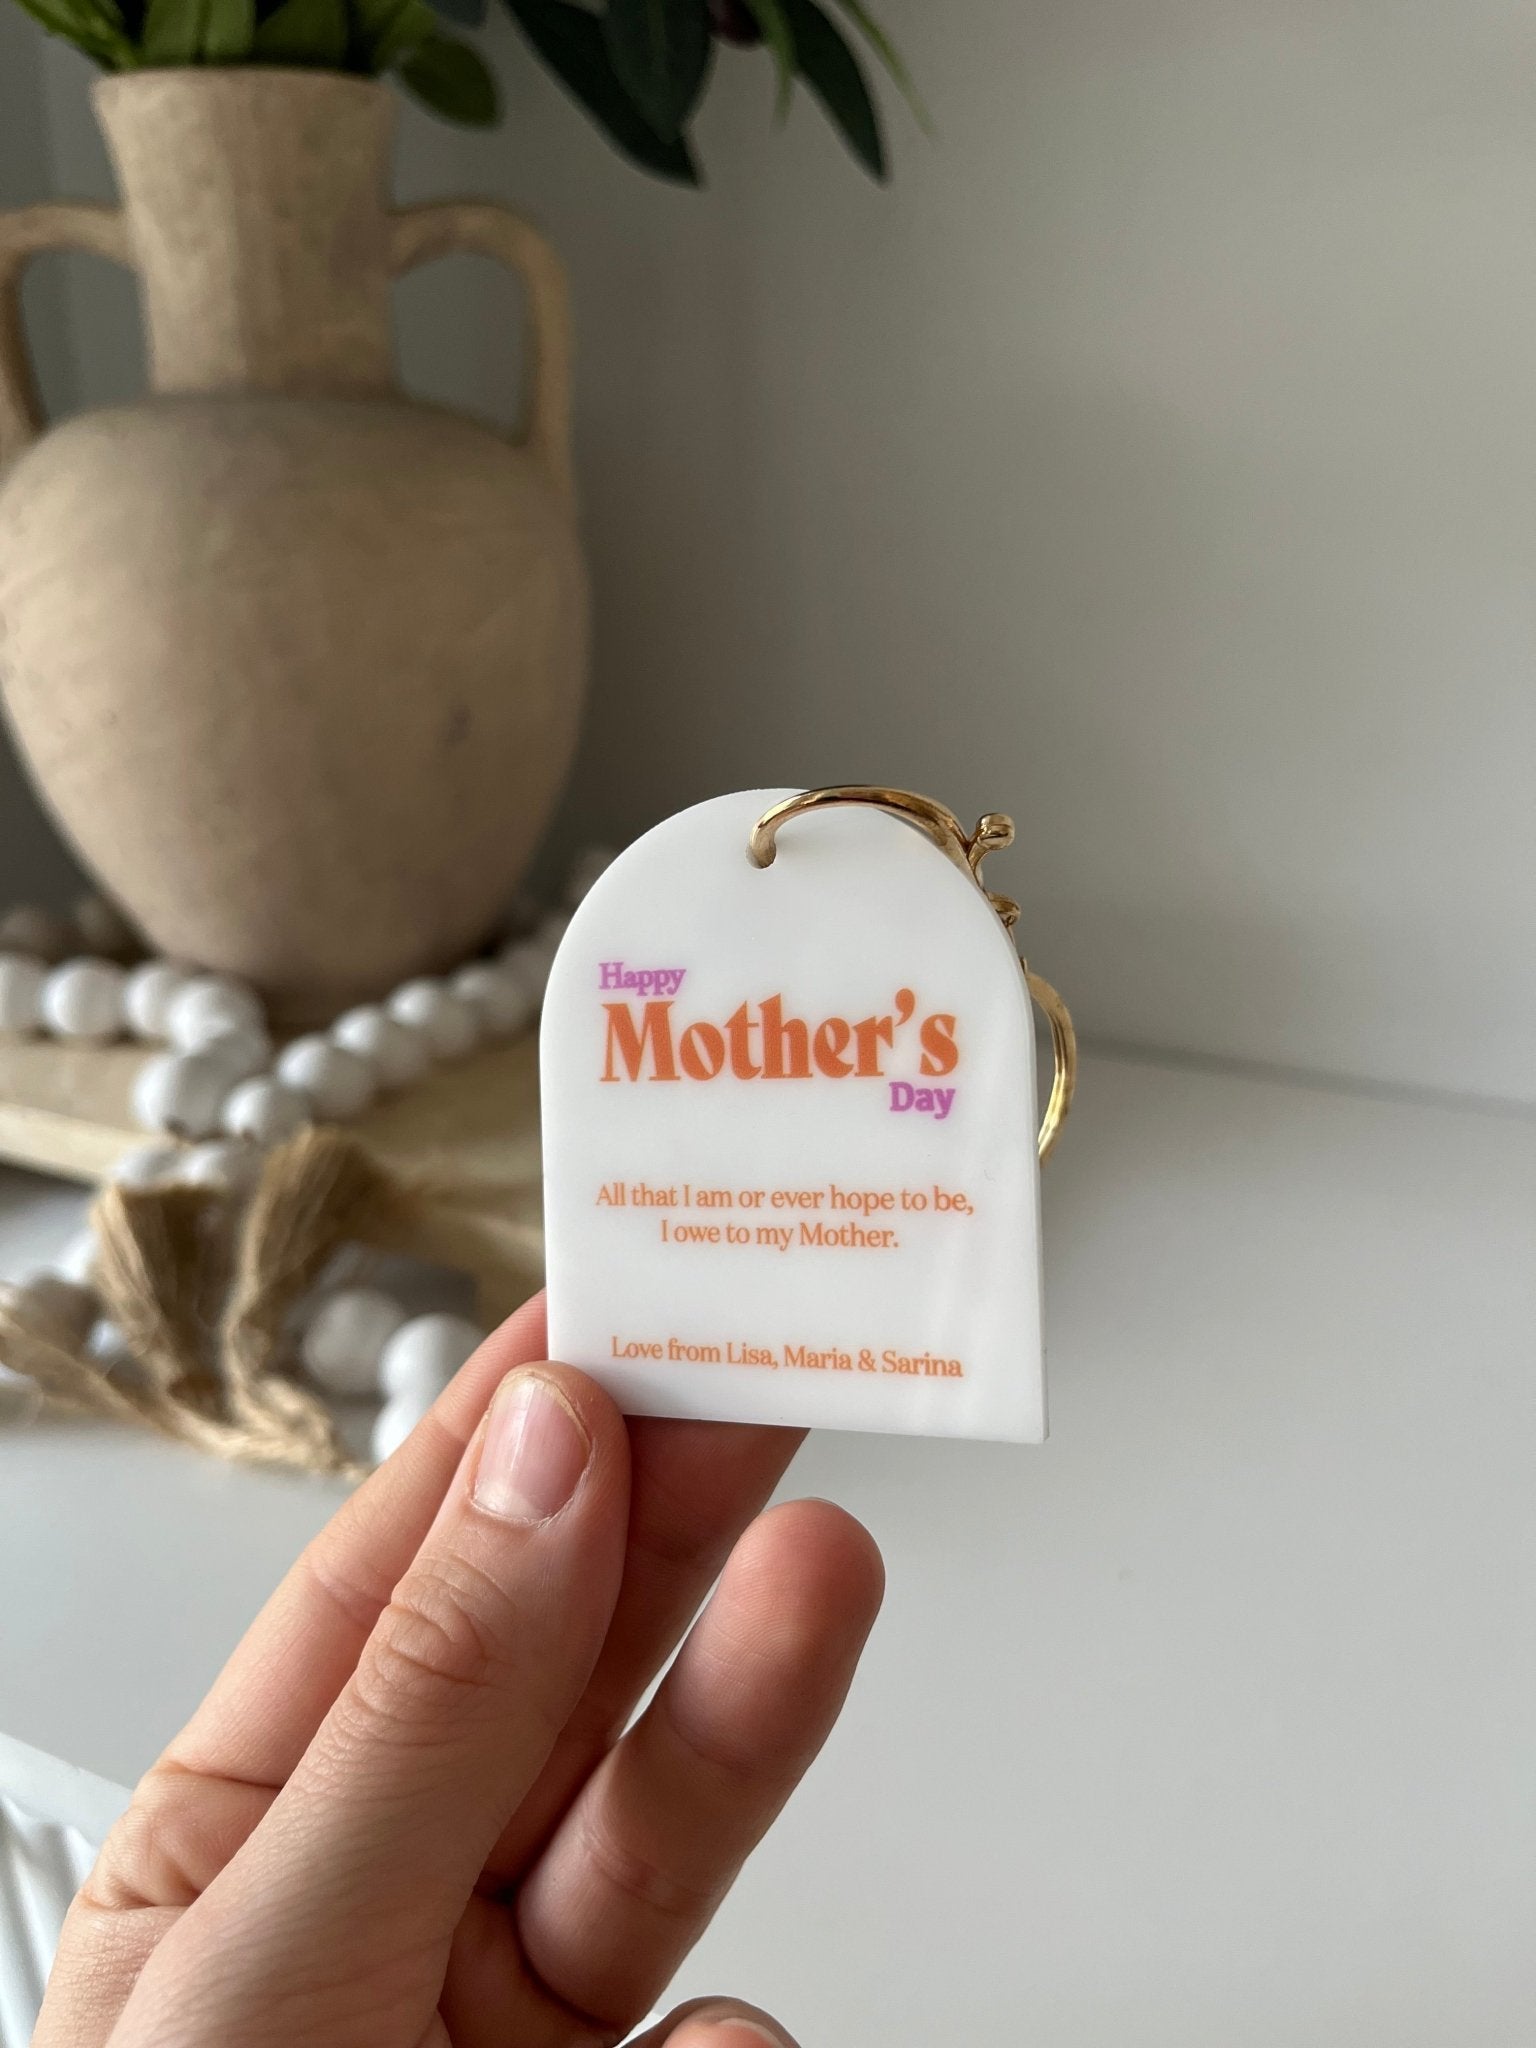 Happy
Mother's
Day
All that I am or ever hope to be,
I owe to my Mother.
Love from Lisa, Maria & Sarina